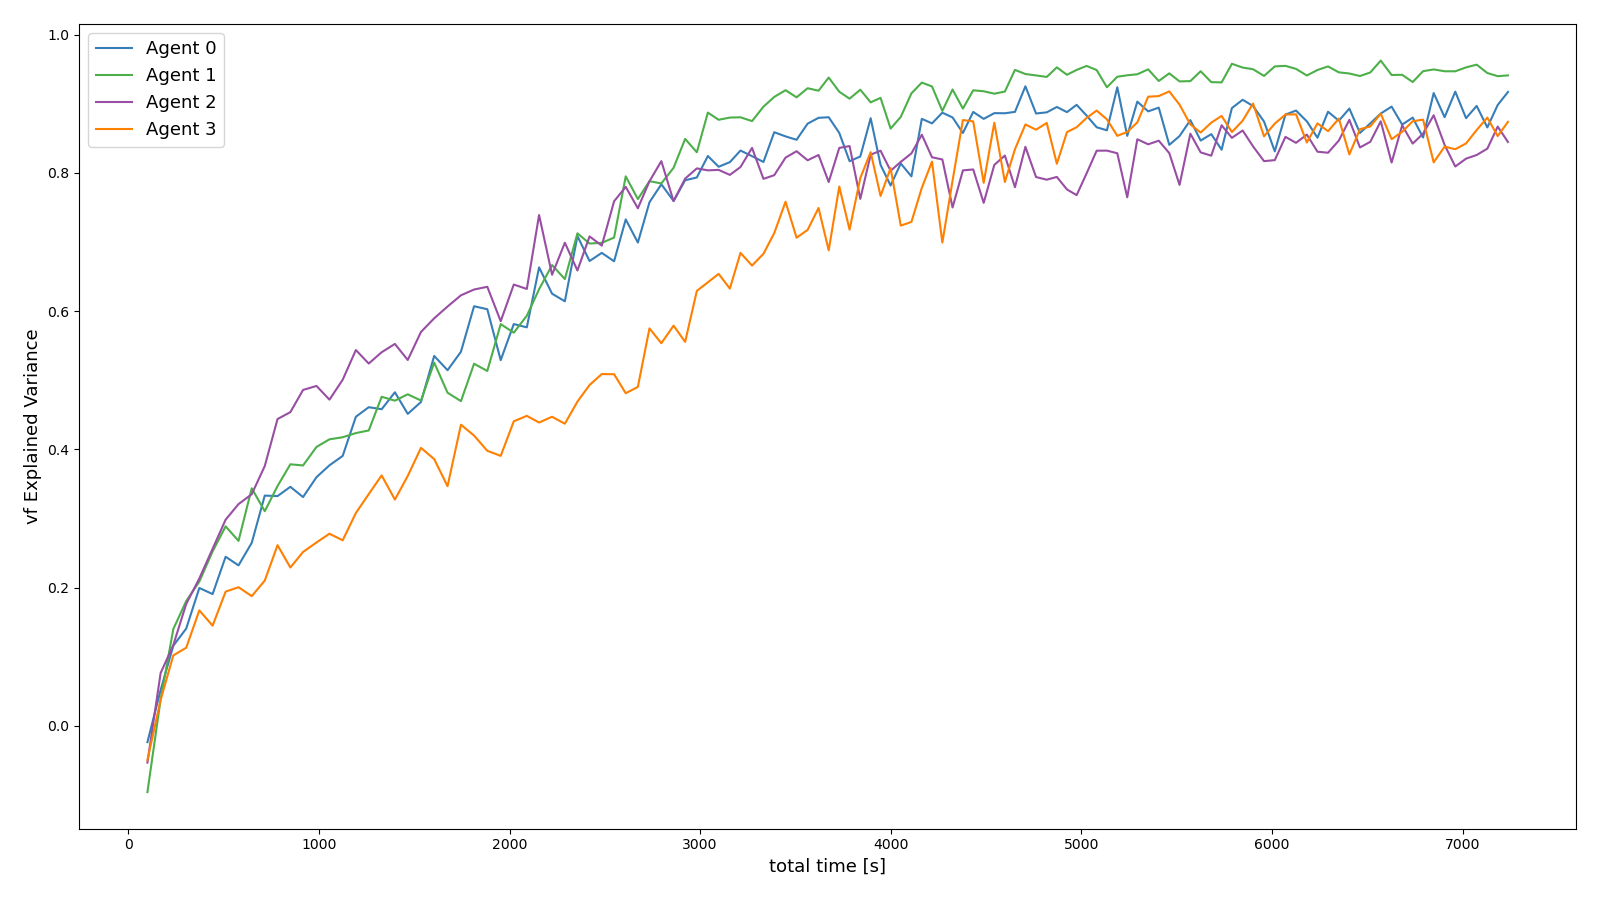 1.0
0.8
0.6
0.4
0.2
0.0
vf Explained Variance
Agent 0
Agent 1
Agent 2
Agent 3
0 1000 2000 3000 4000 5000 6000 7000
total time [s]